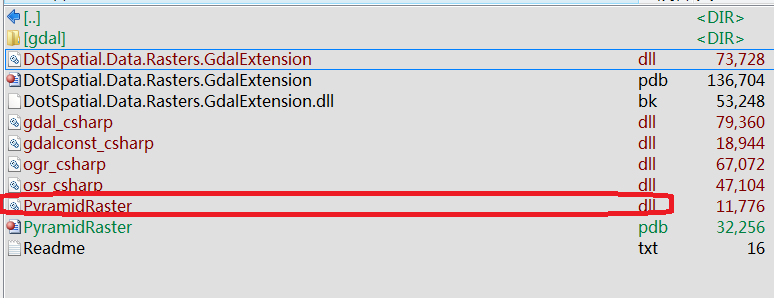 [..] <DIR>
[gdal] <DIR>
DotSpatial.Data.Rasters.GdalExtension dll 73,728
DotSpatial.Data.Rasters.GdalExtension pdb 136,704
DotSpatial.Data.Rasters.GdalExtension.dll bk 53,248
gdal_csharp dll 79,360
gdalconst_csharp dll 18,944
ogr_csharp dll 67,072
osr_csharp dll 47,104
PyramidRaster dll 11,776
PyramidRaster pdb 32,256
Readme txt 16